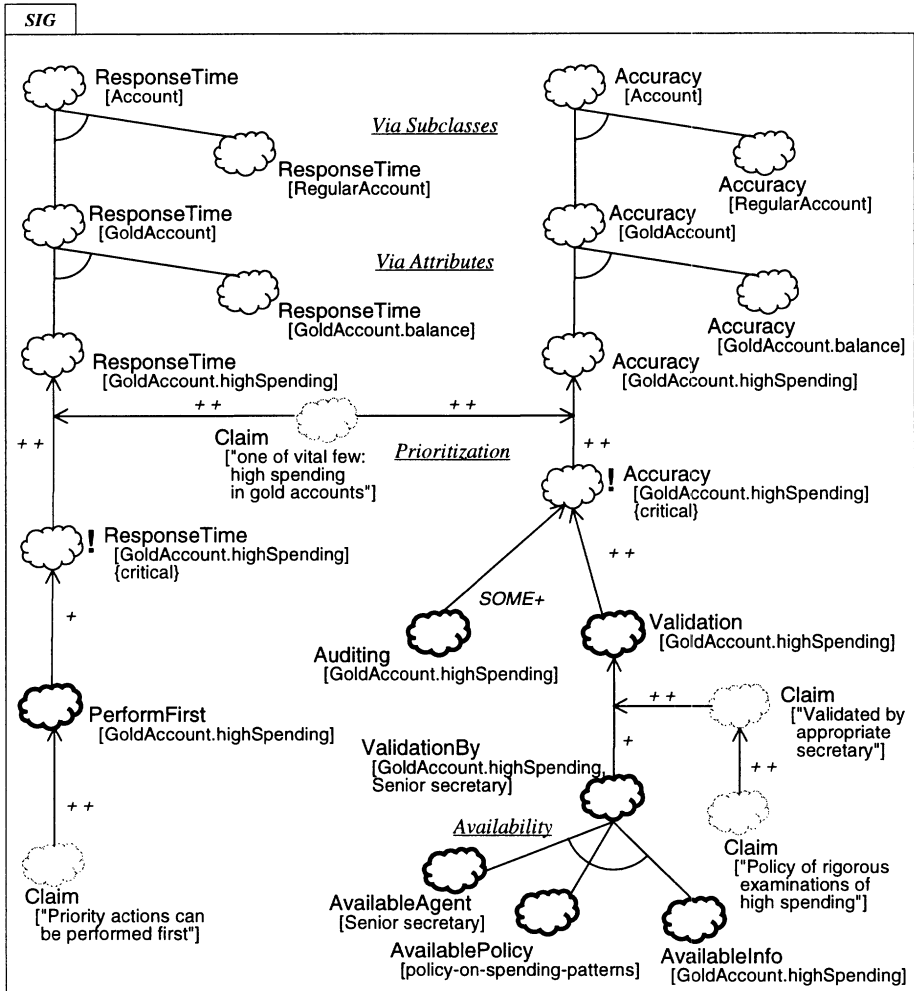 SIG
ResponseTime
[Account]
Accuracy
[Account]
Via Subclasses
ResponseTime
[RegularAccount]
Accuracy
[RegularAccount]
ResponseTime
[GoldAccount]
Accuracy
[GoldAccount]
Via Attributes
ResponseTime
[GoldAccount.balance]
Accuracy
[GoldAccount.balance]
ResponseTime
[GoldAccount.highSpending]
Accuracy
[GoldAccount.highSpending]
++
++
++
++
Claim
["one of vital few:
high spending
in gold accounts"]
Prioritization
! Accuracy
[GoldAccount.highSpending]
{critical}
! ResponseTime
[GoldAccount.highSpending]
{critical}
++
SOME+
+
Auditing
[GoldAccount.highSpending]
Validation
[GoldAccount.highSpending]
PerformFirst
[GoldAccount.highSpending]
++
Claim
["Validated by
appropriate
secretary"]
+
ValidationBy
[GoldAccount.highSpending,
Senior secretary]
++
++
Availability
Claim
["Policy of rigorous
examinations of
high spending"]
Claim
["Priority actions can
be performed first"]
AvailableAgent
[Senior secretary]
AvailablePolicy
[policy-on-spending-patterns]
AvailableInfo
[GoldAccount.highSpending]